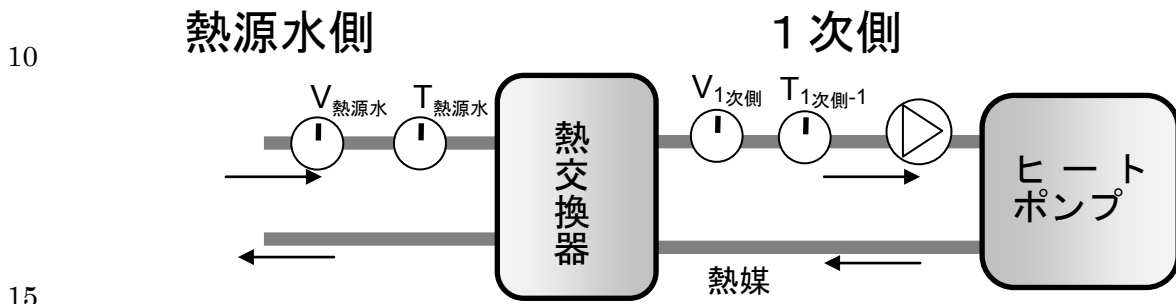 熱源水側
1次側
10
V熱源水
T熱源水
V1次側
T1次側-1
熱交換器
ヒート
ポンプ
熱媒
15